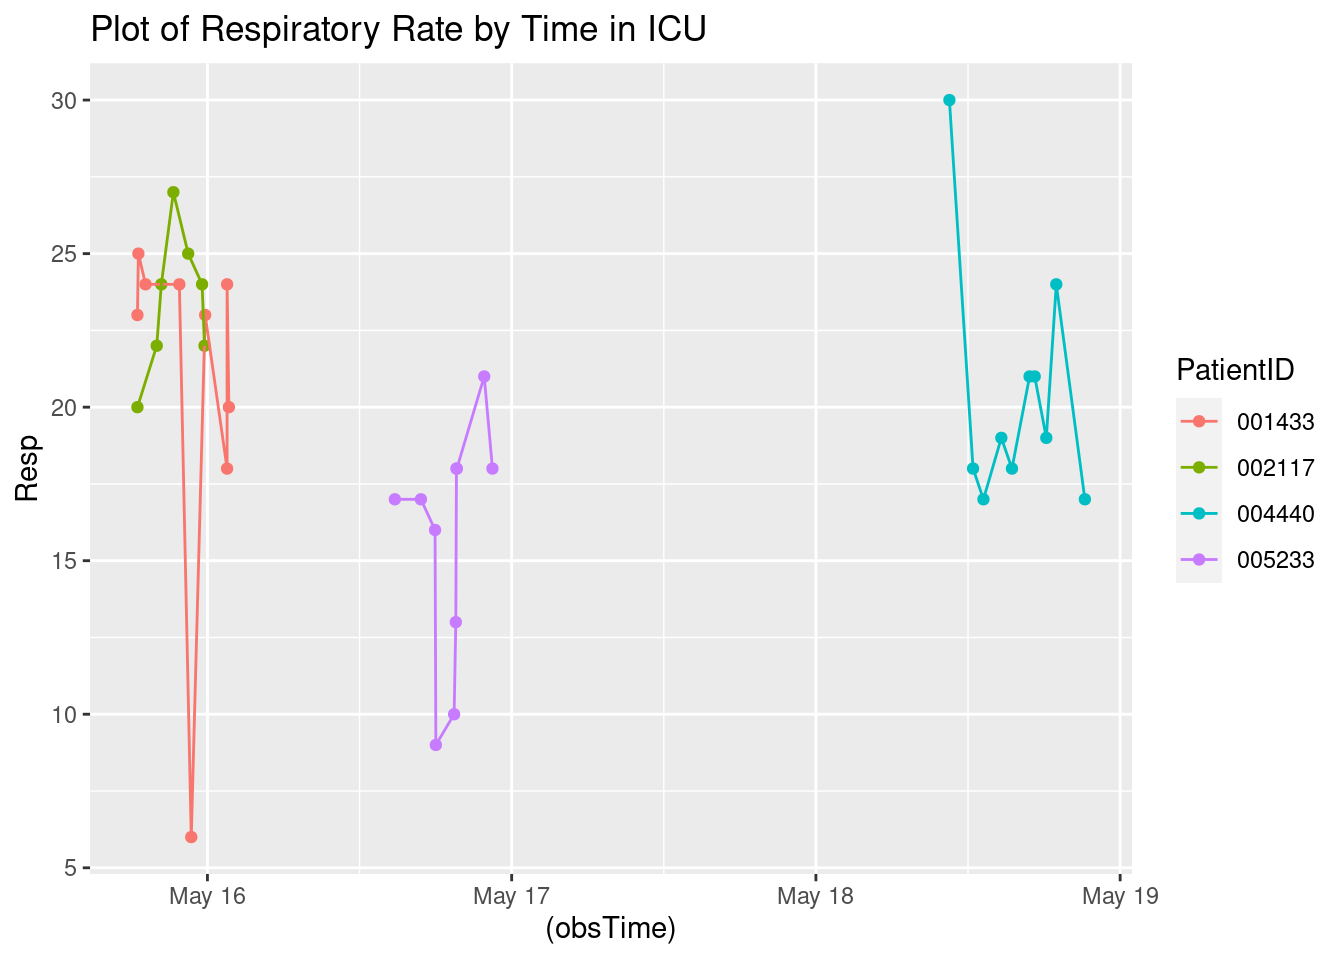 Plot of Respiratory Rate by Time in ICU
30
25
20
15
10
5
Resp
May 16
May 17
May 18
May 19
(obsTime)
PatientID
001433
002117
004440
005233